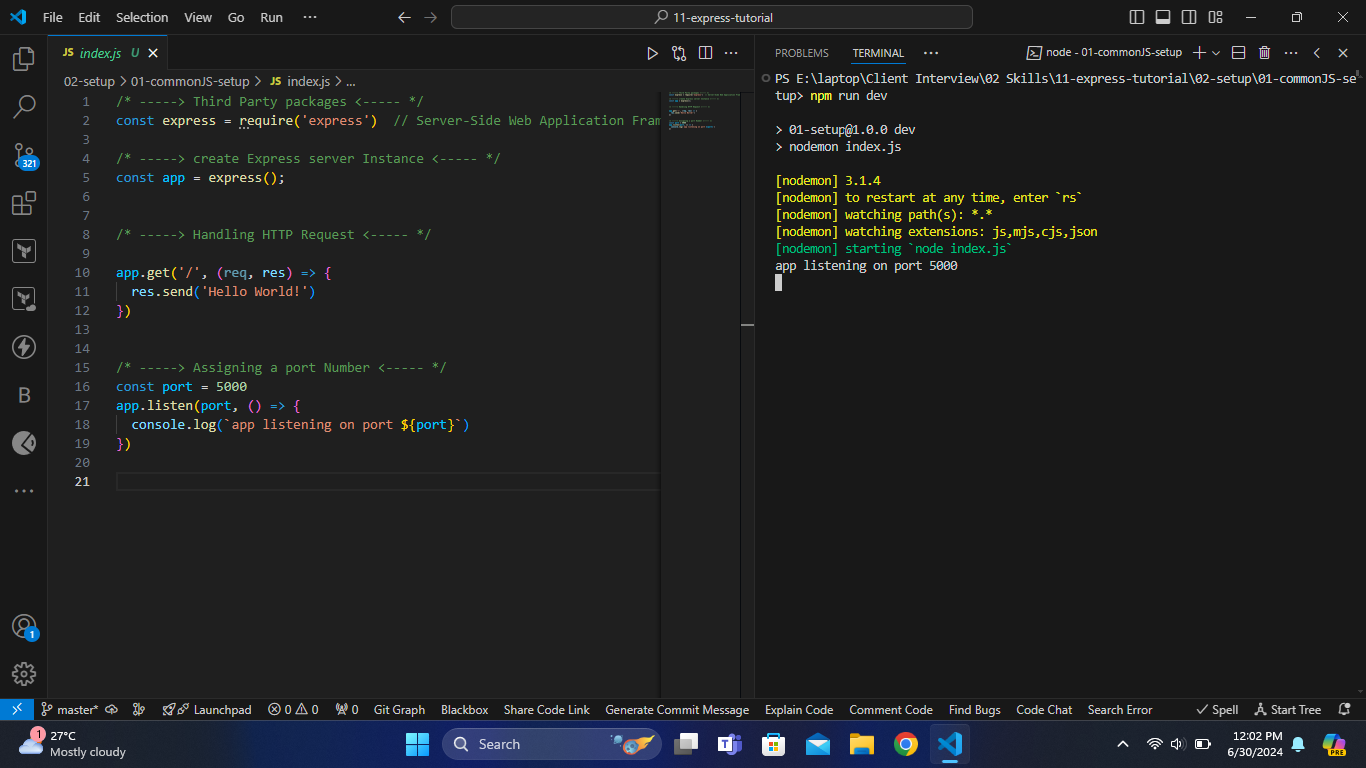 File Edit Selection View Go Run ···
11-express-tutorial
JS index.js U
02-setup > 01-commonJS-setup > JS index.js > ...
1 /* -----> Third Party packages <----- */
2 const express = require('express')  // Server-Side Web Application Fram
3
4 /* -----> create Express server Instance <----- */
5 const app = express();
6
7
8 /* -----> Handling HTTP Request <----- */
9
10 app.get('/', (req, res) => {
11   res.send('Hello World!')
12 })
13
14
15 /* -----> Assigning a port Number <----- */
16 const port = 5000
17 app.listen(port, () => {
18   console.log(`app listening on port ${port}`)
19 })
20
21
PROBLEMS TERMINAL ··· node - 01-commonJS-setup
PS E:\laptop\Client Interview\02 Skills\11-express-tutorial\02-setup\01-commonJS-se
tup> npm run dev
> 01-setup@1.0.0 dev
> nodemon index.js
[nodemon] 3.1.4
[nodemon] to restart at any time, enter `rs`
[nodemon] watching path(s): *.*
[nodemon] watching extensions: js,mjs,cjs,json
[nodemon] starting `node index.js`
app listening on port 5000
321
B
1
master* Launchpad 0 0 0 Git Graph Blackbox Share Code Link Generate Commit Message Explain Code Comment Code Find Bugs Code Chat Search Error Spell Start Tree
1
27°C
Mostly cloudy
Search
12:02 PM
6/30/2024
PRE